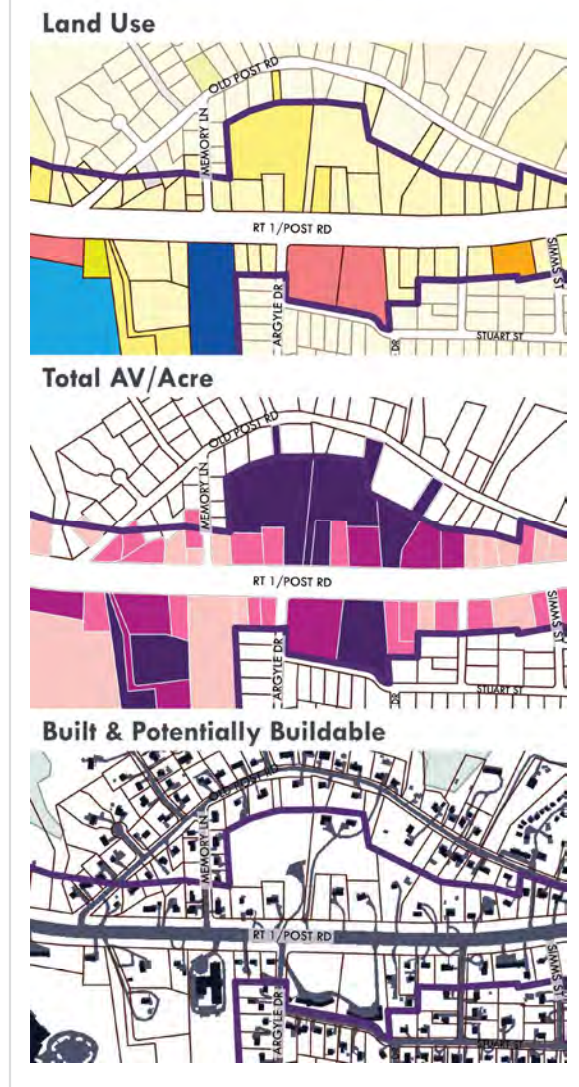 Land Use
OLD POST RD
MEMORY LN
RT 1/POST RD
SIMMS ST
ARGYLE DR
STUART ST
DR
Total AV/Acre
OLD POST RD
MEMORY LN
RT 1/POST RD
SIMMS ST
ARGYLE DR
STUART ST
DR
Built & Potentially Buildable
OLD POST RD
MEMORY LN
RT 1/POST RD
SIMMS ST
ARGYLE DR
STUART ST
DR